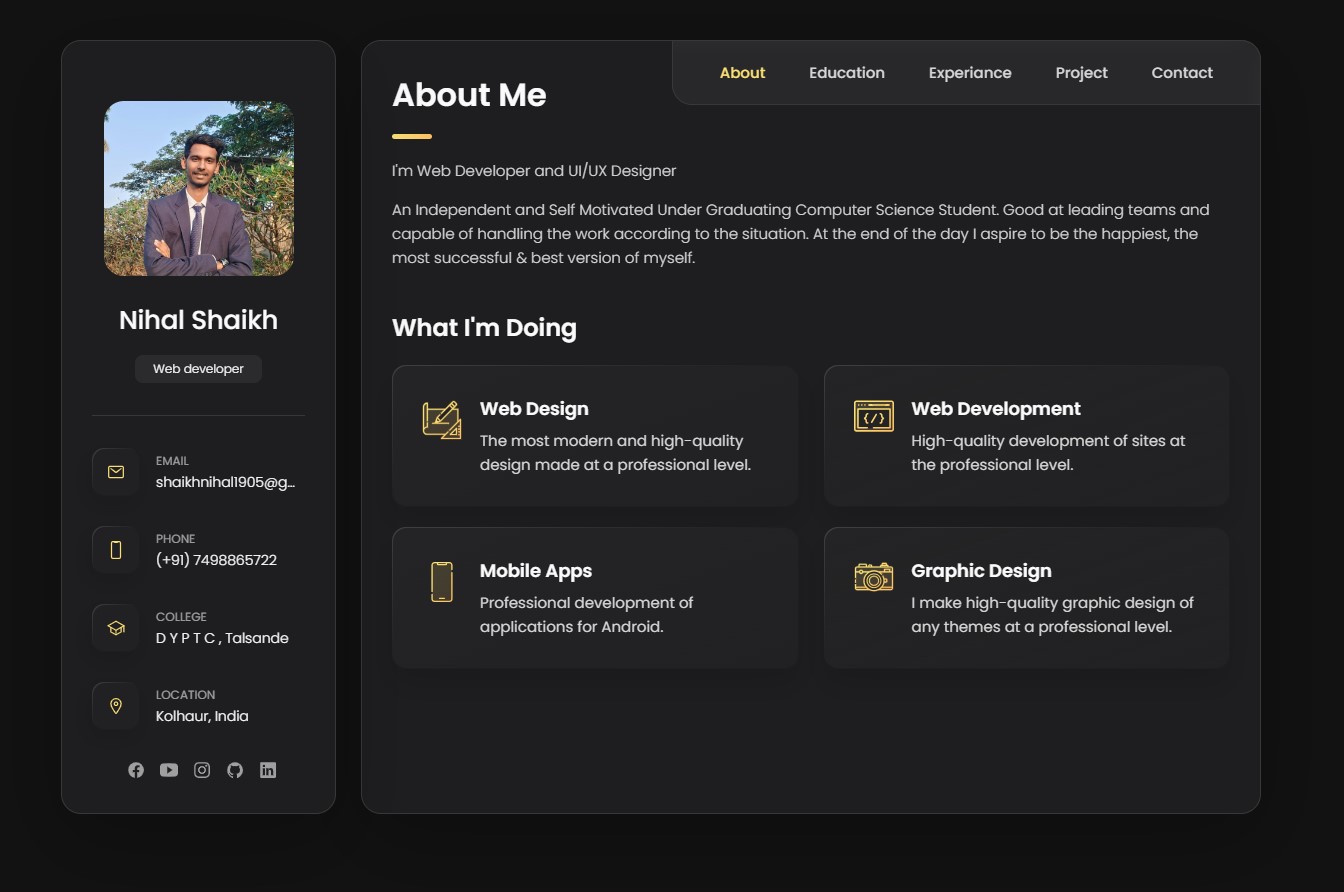 Nihal Shaikh
Web developer
EMAIL
shaikhnihal1905@g...
PHONE
(+91) 7498865722
COLLEGE
D Y P T C , Talsande
LOCATION
Kolhaur, India
About Education Experiance Project Contact
About Me
I'm Web Developer and UI/UX Designer
An Independent and Self Motivated Under Graduating Computer Science Student. Good at leading teams and
capable of handling the work according to the situation. At the end of the day I aspire to be the happiest, the
most successful & best version of myself.
What I'm Doing
Web Design
The most modern and high-quality
design made at a professional level.
Web Development
High-quality development of sites at
the professional level.
Mobile Apps
Professional development of
applications for Android.
Graphic Design
I make high-quality graphic design of
any themes at a professional level.